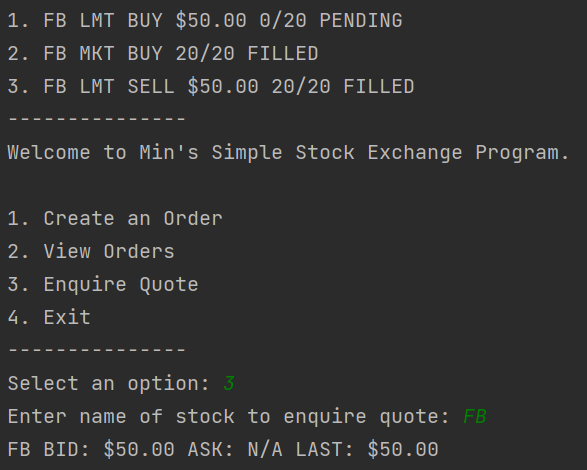 1. FB LMT BUY $50.00 0/20 PENDING
2. FB MKT BUY 20/20 FILLED
3. FB LMT SELL $50.00 20/20 FILLED
---------------
Welcome to Min's Simple Stock Exchange Program.
1. Create an Order
2. View Orders
3. Enquire Quote
4. Exit
---------------
Select an option: 3
Enter name of stock to enquire quote: FB
FB BID: $50.00 ASK: N/A LAST: $50.00